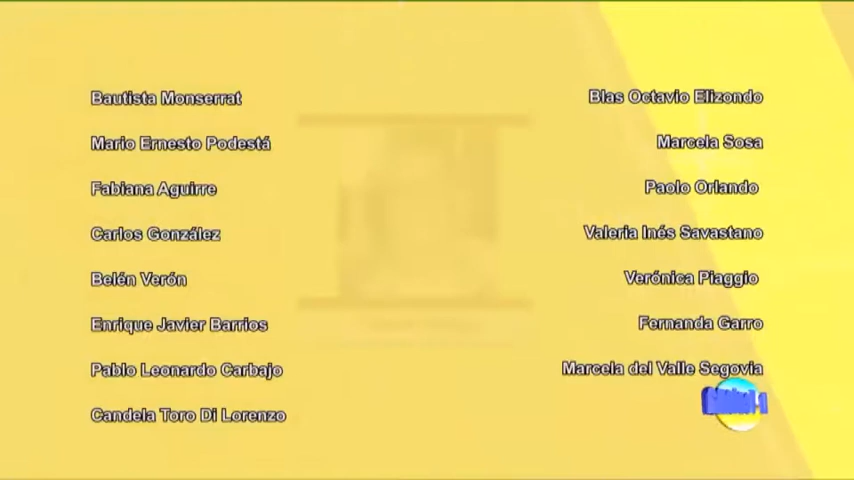 Bautista Monserrat
Mario Ernesto Podestá
Fabiana Aguirre
Carlos González
Belén Verón
Enrique Javier Barrios
Pablo Leonardo Carbajo
Candela Toro Di Lorenzo
Blas Octavio Elizondo
Marcela Sosa
Paolo Orlando
Valeria Inés Savastano
Verónica Piaggio
Fernanda Garro
Marcela del Valle Segovia